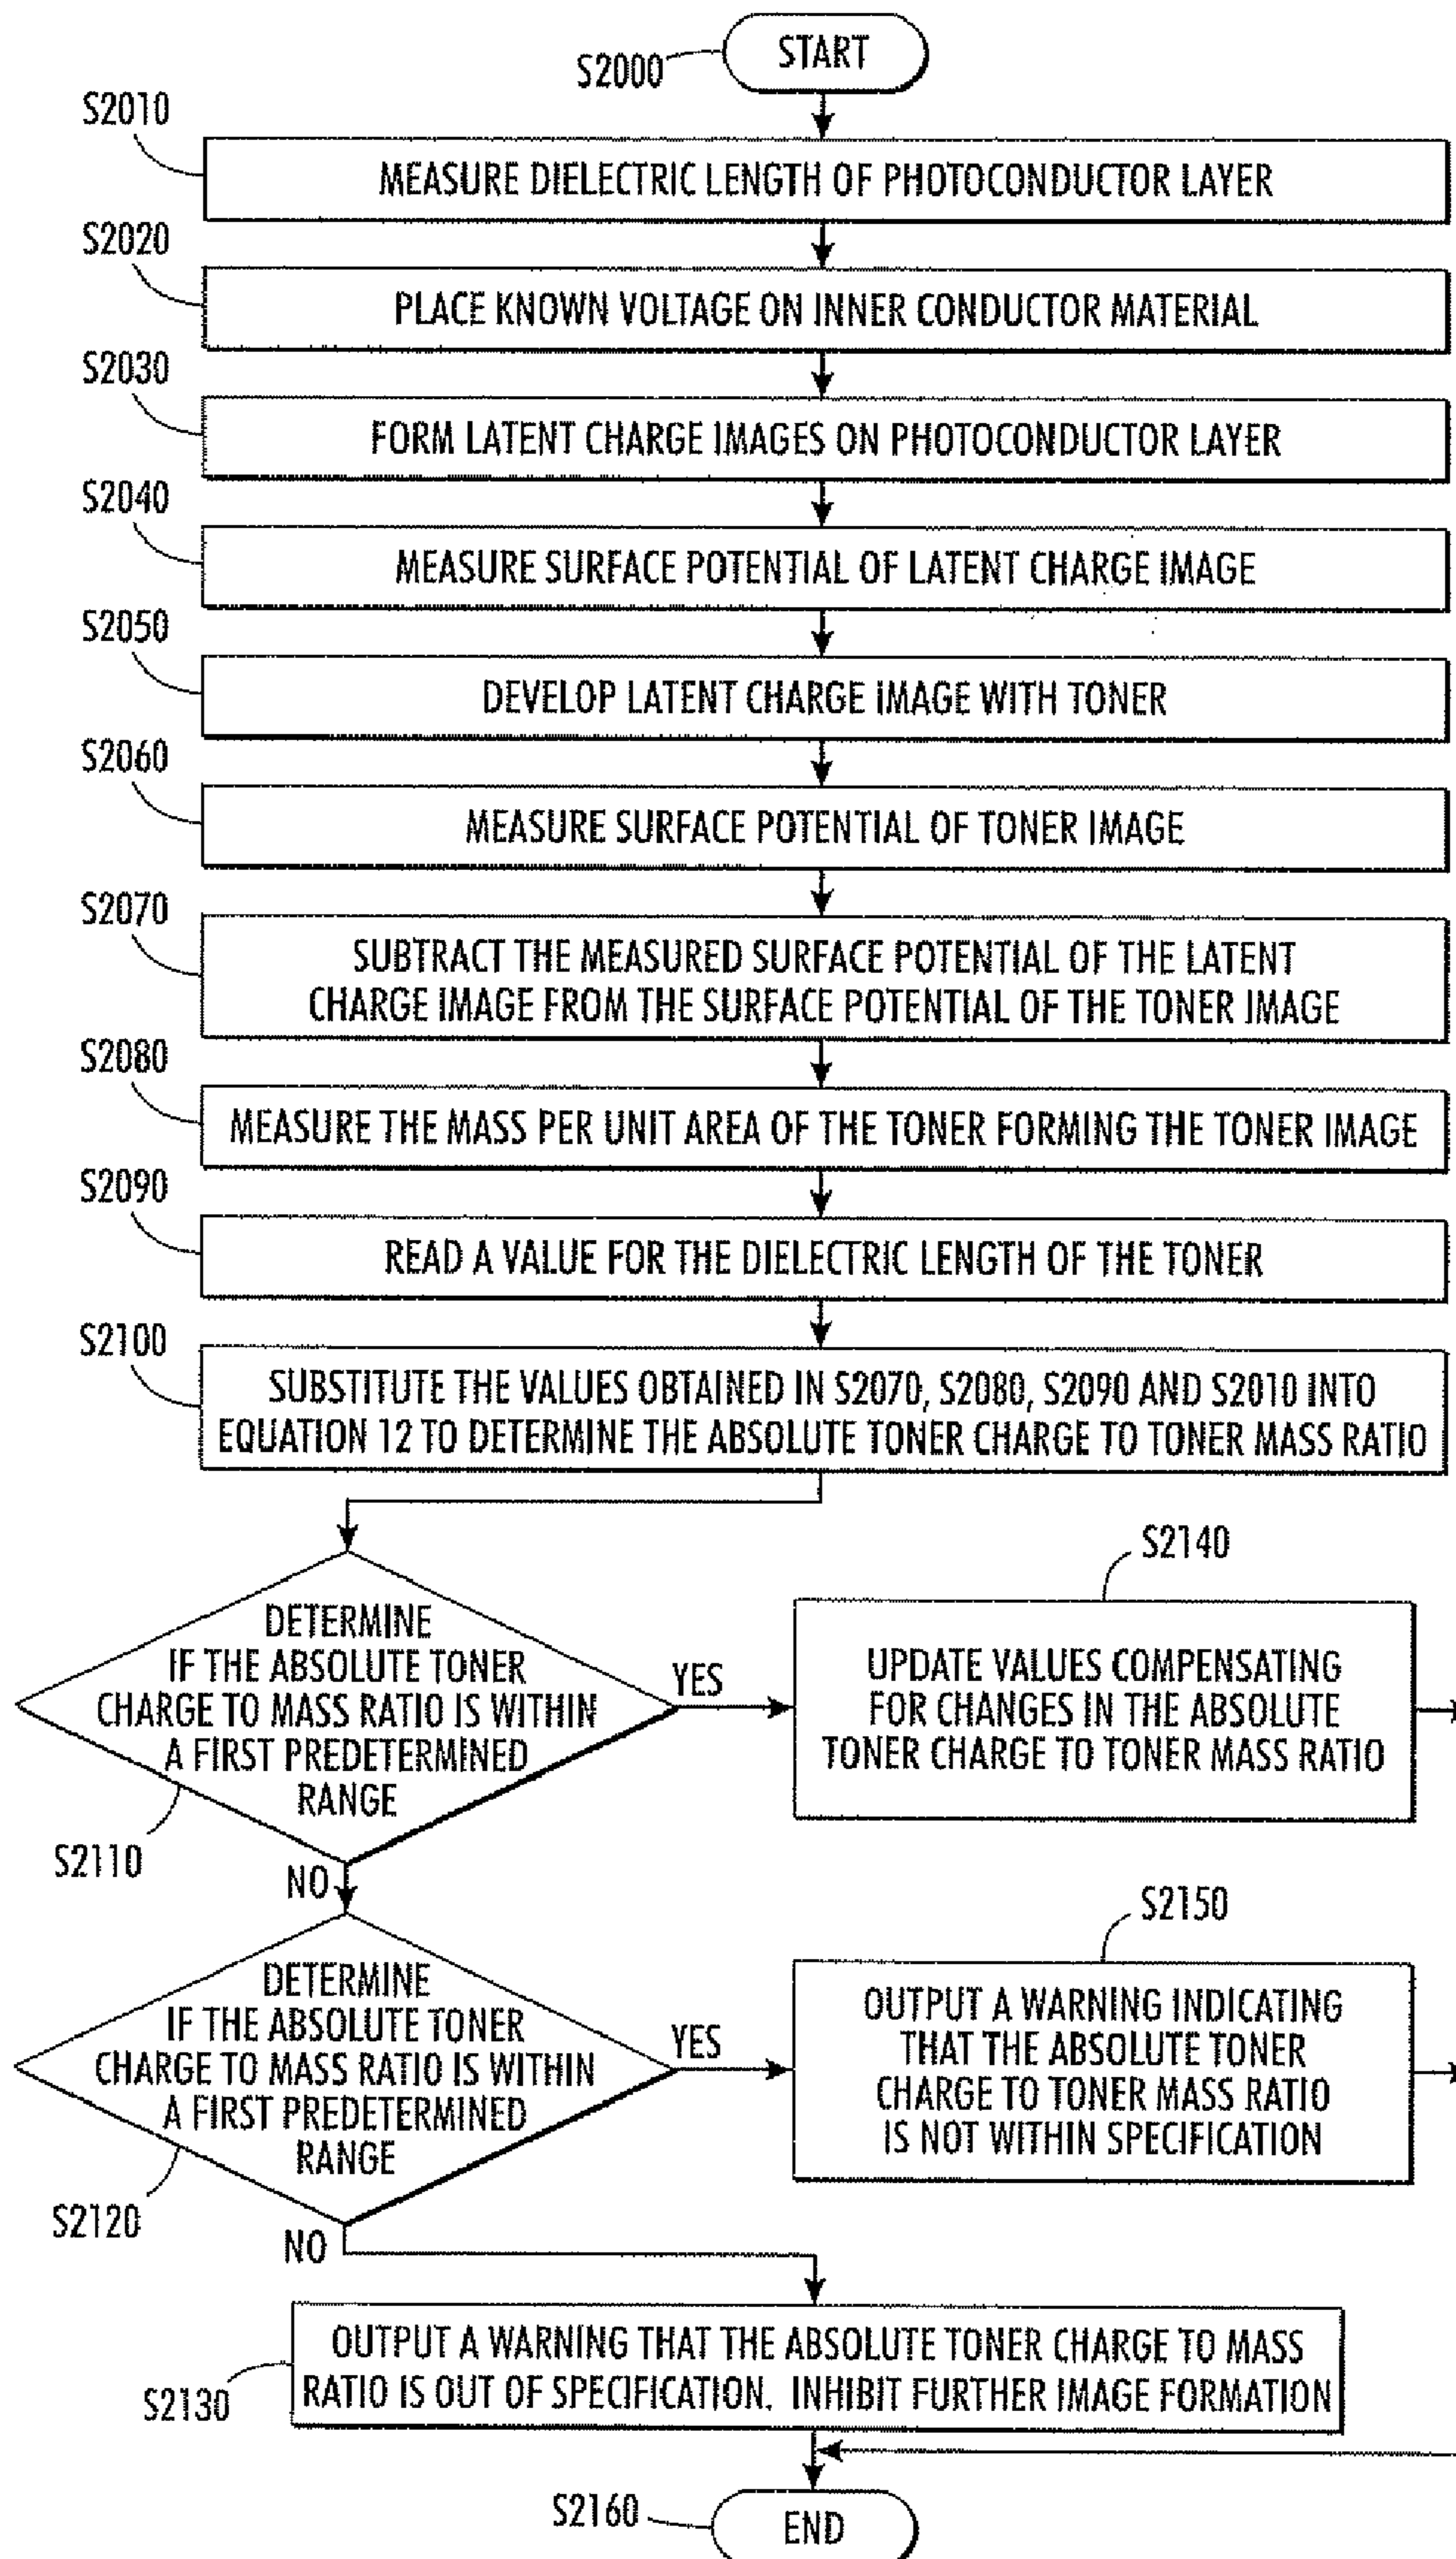 START
S2000
S2010
MEASURE DIELECTRIC LENGTH OF PHOTOCONDUCTOR LAYER
S2020
PLACE KNOWN VOLTAGE ON INNER CONDUCTOR MATERIAL
S2030
FORM LATENT CHARGE IMAGES ON PHOTOCONDUCTOR LAYER
S2040
MEASURE SURFACE POTENTIAL OF LATENT CHARGE IMAGE
S2050
DEVELOP LATENT CHARGE IMAGE WITH TONER
S2060
MEASURE SURFACE POTENTIAL OF TONER IMAGE
S2070
SUBTRACT THE MEASURED SURFACE POTENTIAL OF THE LATENT
CHARGE IMAGE FROM THE SURFACE POTENTIAL OF THE TONER IMAGE
S2080
MEASURE THE MASS PER UNIT AREA OF THE TONER FORMING THE TONER IMAGE
S2090
READ A VALUE FOR THE DIELECTRIC LENGTH OF THE TONER
S2100
SUBSTITUTE THE VALUES OBTAINED IN S2070, S2080, S2090 AND S2010 INTO
EQUATION 12 TO DETERMINE THE ABSOLUTE TONER CHARGE TO TONER MASS RATIO
DETERMINE
IF THE ABSOLUTE TONER
CHARGE TO MASS RATIO IS WITHIN
A FIRST PREDETERMINED
RANGE
S2110
YES
S2140
UPDATE VALUES COMPENSATING
FOR CHANGES IN THE ABSOLUTE
TONER CHARGE TO TONER MASS RATIO
NO
DETERMINE
IF THE ABSOLUTE TONER
CHARGE TO MASS RATIO IS WITHIN
A FIRST PREDETERMINED
RANGE
S2120
YES
S2150
OUTPUT A WARNING INDICATING
THAT THE ABSOLUTE TONER
CHARGE TO TONER MASS RATIO
IS NOT WITHIN SPECIFICATION
NO
OUTPUT A WARNING THAT THE ABSOLUTE TONER CHARGE TO MASS
RATIO IS OUT OF SPECIFICATION. INHIBIT FURTHER IMAGE FORMATION
S2130
S2160
END